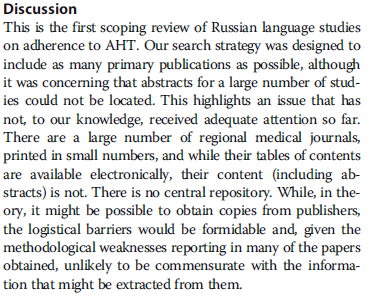 Discussion
This is the first scoping review of Russian language studies
on adherence to AHT. Our search strategy was designed to
include as many primary publications as possible, although
it was concerning that abstracts for a large number of stud-
ies could not be located. This highlights an issue that has
not, to our knowledge, received adequate attention so far.
There are a large number of regional medical journals,
printed in small numbers, and while their tables of contents
are available electronically, their content (including ab-
stracts) is not. There is no central repository. While, in the-
ory, it might be possible to obtain copies from publishers,
the logistical barriers would be formidable and, given the
methodological weaknesses reporting in many of the papers
obtained, unlikely to be commensurate with the informa-
tion that might be extracted from them.